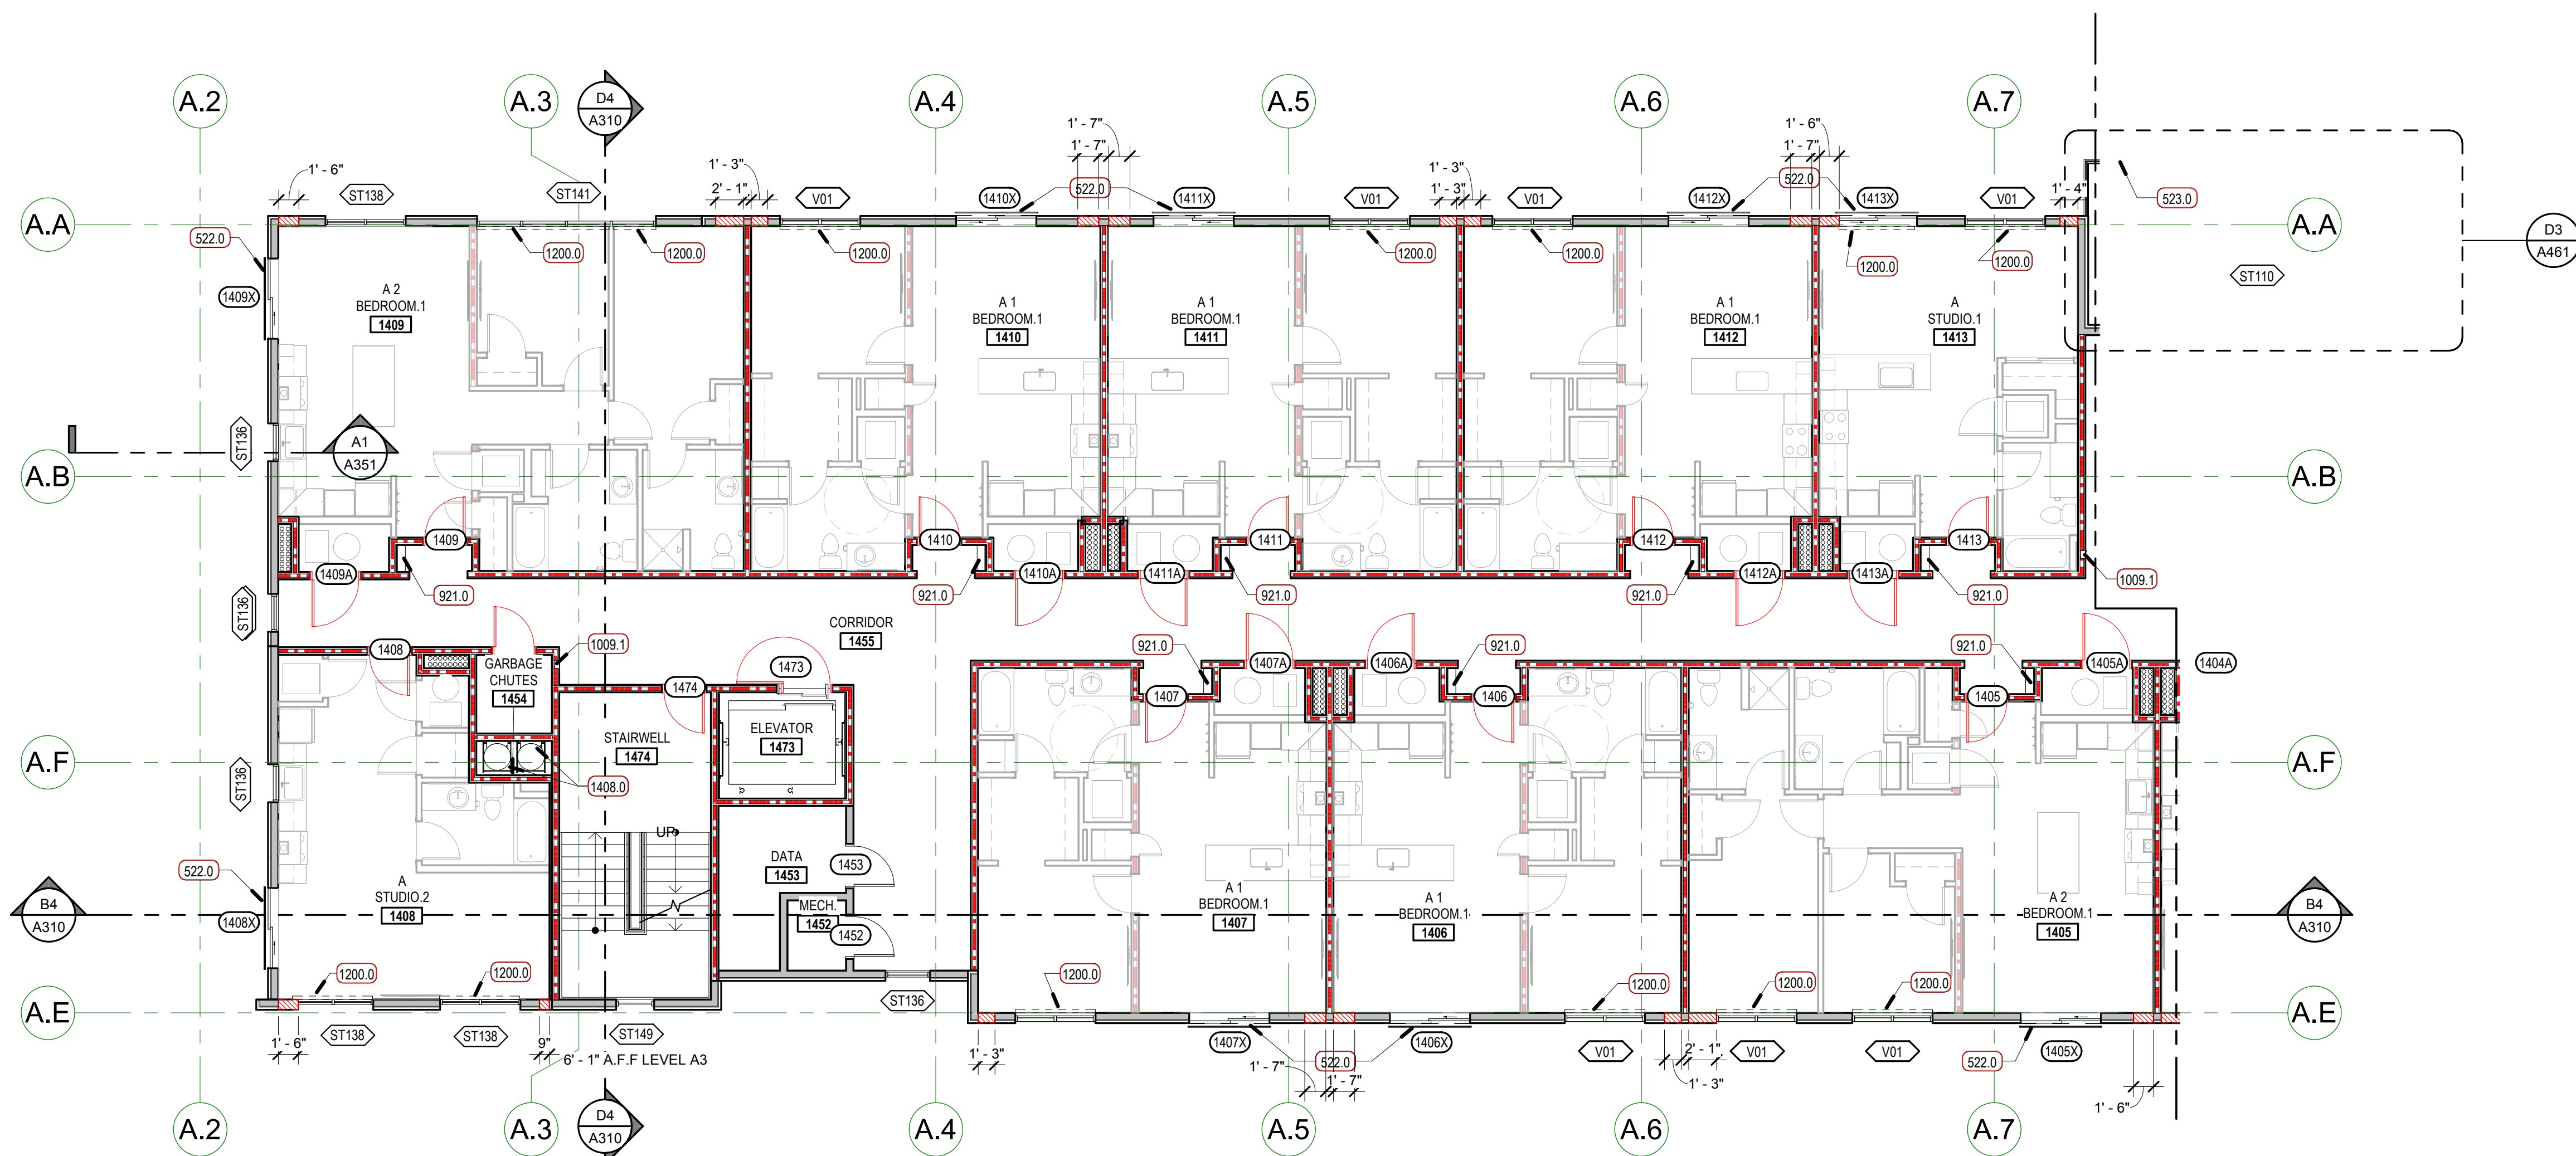 A.2
A.3
D4
A310
A.4
A.5
A.6
A.7
1' - 6"
ST138
ST141
1' - 3"
2' - 1"
V01
1410X
1' - 7"
1' - 7"
522.0
1411X
V01
1' - 3"
1' - 3"
V01
1412X
1' - 6"
1' - 7"
522.0
1413X
V01
1' - 4"
523.0
A.A
A.A
D3
A461
522.0
1200.0
1200.0
1200.0
1200.0
1200.0
1200.0
1200.0
ST110
1409X
A 2
BEDROOM.1
1409
A 1
BEDROOM.1
1410
A 1
BEDROOM.1
1411
A 1
BEDROOM.1
1412
A
STUDIO.1
1413
ST136
A1
A351
A.B
A.B
1409
1410
1411
1412
1413
1409A
1410A
1411A
1412A
1413A
921.0
921.0
921.0
921.0
921.0
1009.1
ST136
CORRIDOR
1455
1408
GARBAGE
CHUTES
1454
1009.1
1473
1474
921.0
1407A
1406A
921.0
921.0
1405A
1404A
1407
1406
1405
STAIRWELL
1474
ELEVATOR
1473
A.F
A.F
ST136
1408.0
UP
DATA
1453
1453
MECH.
1452
1452
522.0
A
STUDIO.2
1408
A 1
BEDROOM.1
1407
A 1
BEDROOM.1
1406
A 2
BEDROOM.1
1405
B4
A310
B4
A310
1408X
1200.0
1200.0
1200.0
1200.0
1200.0
1200.0
ST136
A.E
A.E
1' - 6"
ST138
ST138
9"
ST149
6' - 1" A.F.F LEVEL A3
1' - 3"
1407X
522.0
1406X
1' - 7"
1' - 7"
V01
2' - 1"
1' - 3"
V01
V01
522.0
1405X
1' - 6"
A.2
A.3
D4
A310
A.4
A.5
A.6
A.7